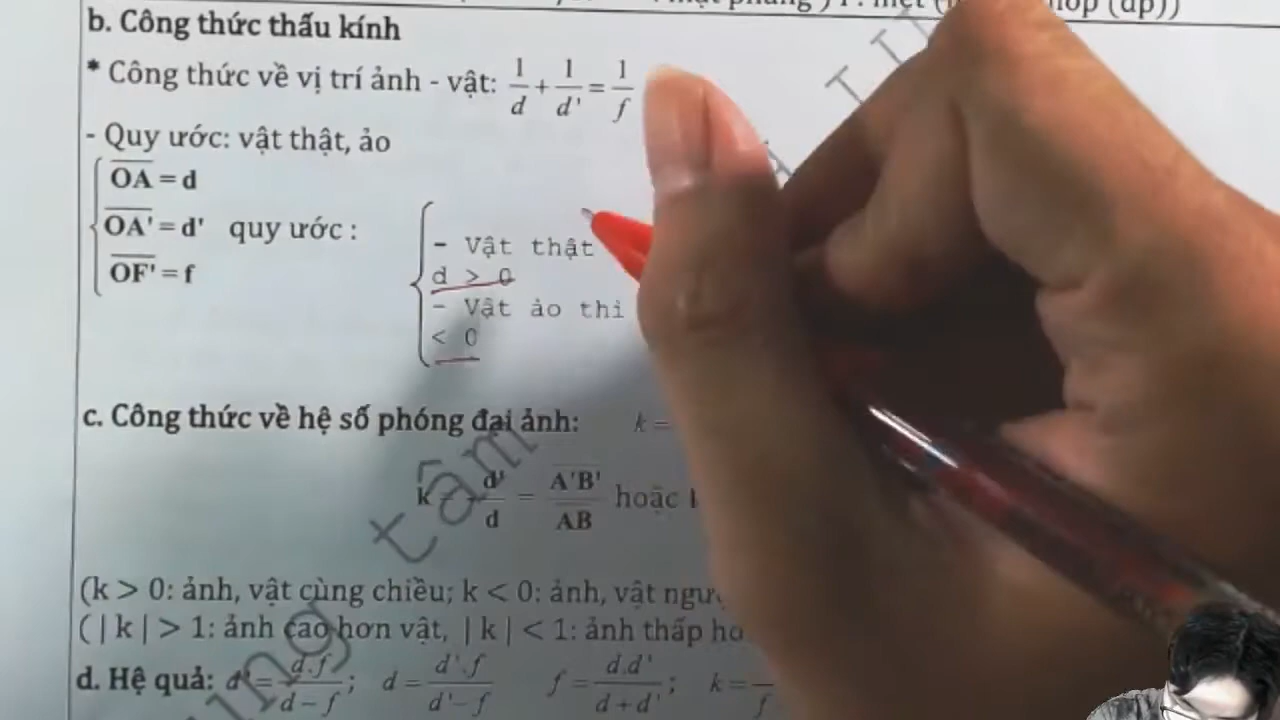 b. Công thức thấu kính
* Công thức về vị trí ảnh - vật: 1/d + 1/d' = 1/f
- Quy ước: vật thật, ảo
OA = d
OA' = d' quy ước :
OF' = f
- Vật thật
d > 0
- Vật ảo thì
< 0
c. Công thức về hệ số phóng đại ảnh: k =
k = - d'/d = A'B'/AB hoặc
(k > 0: ảnh, vật cùng chiều; k < 0: ảnh, vật
( | k | > 1: ảnh cao hơn vật, | k | < 1: ảnh thấp
d. Hệ quả: d' = d.f/d – f ; d = d'.f/d' – f f = d.d'/d + d' ; k =
tâm